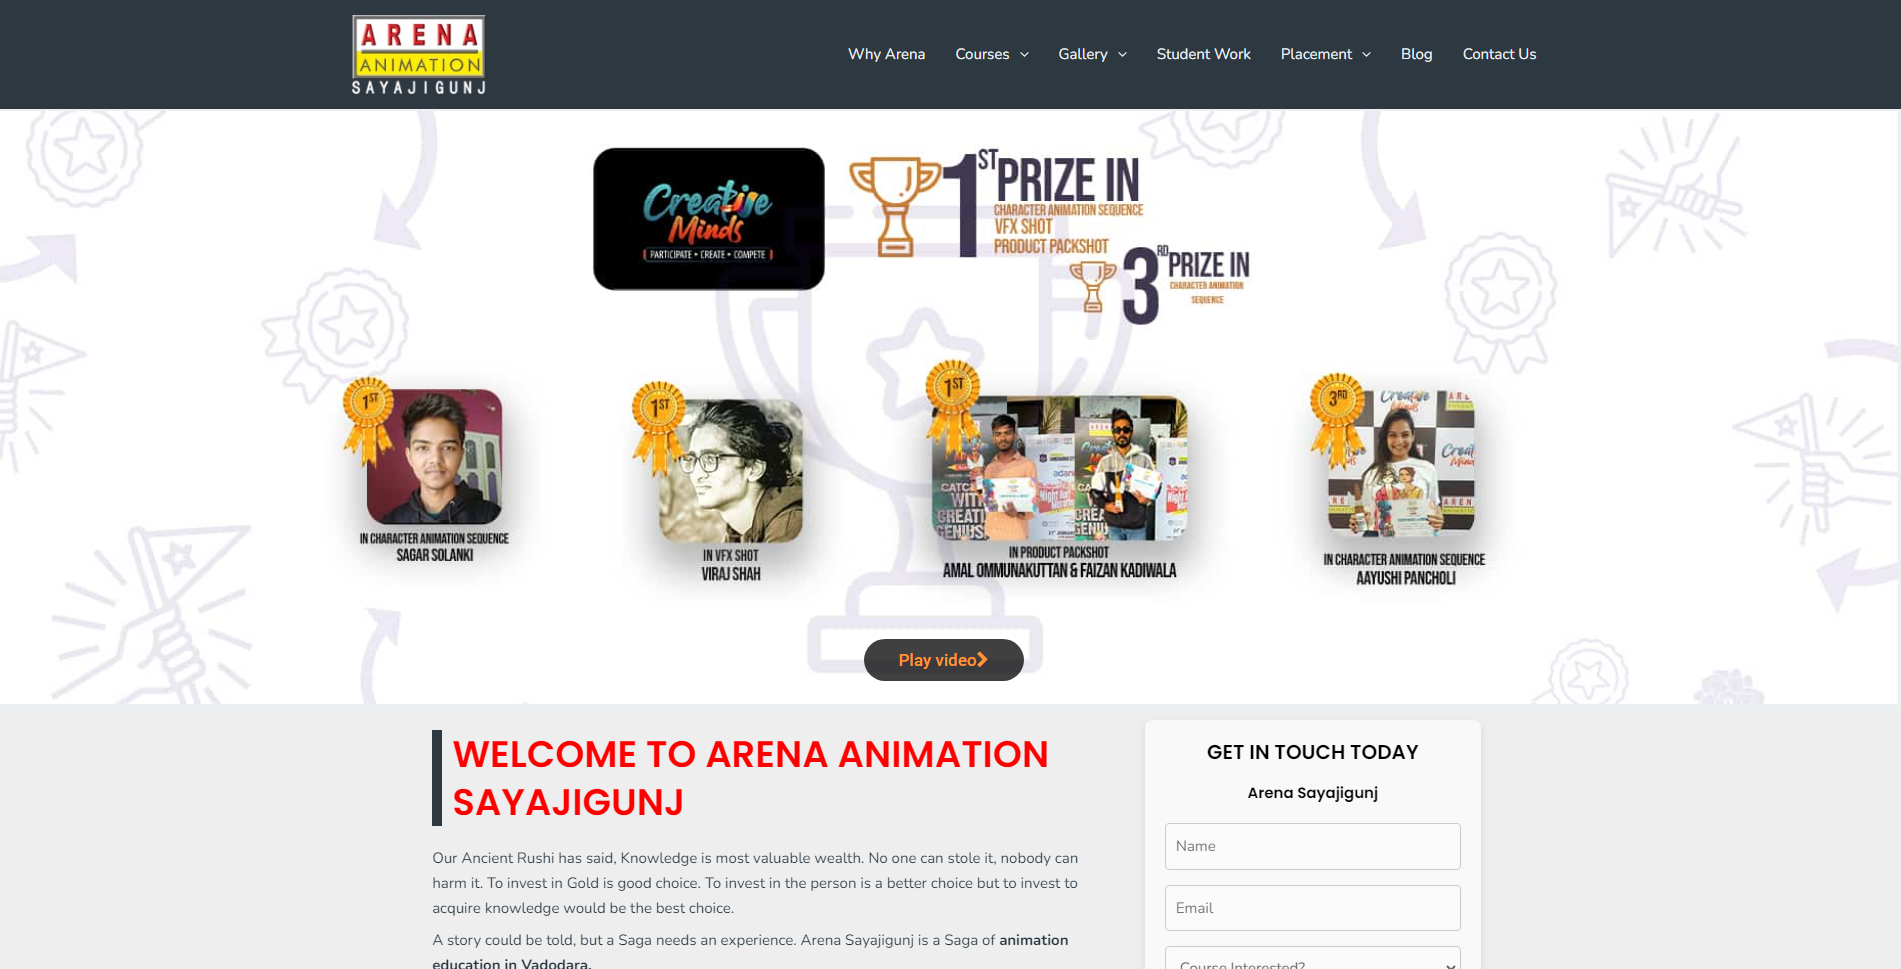 ARENA
ANIMATION
SAYAJIGUNJ
Why Arena Courses Gallery Student Work Placement Blog Contact Us
Creative
Minds
PARTICIPATE • CREATE • COMPETE
1ST PRIZE IN
CHARACTER ANIMATION SEQUENCE
VFX SHOT
PRODUCT PACKSHOT
3RD PRIZE IN
CHARACTER ANIMATION
SEQUENCE
1ST
IN CHARACTER ANIMATION SEQUENCE
SAGAR SOLANKI
1ST
IN VFX SHOT
VIRAJ SHAH
1ST
IN PRODUCT PACKSHOT
AMAL OMMUNAKUTTAN & FAIZAN KADIWALA
3RD
IN CHARACTER ANIMATION SEQUENCE
AAYUSHI PANCHOLI
Play video
WELCOME TO ARENA ANIMATION
SAYAJIGUNJ
Our Ancient Rushi has said, Knowledge is most valuable wealth. No one can stole it, nobody can
harm it. To invest in Gold is good choice. To invest in the person is a better choice but to invest to
acquire knowledge would be the best choice.
A story could be told, but a Saga needs an experience. Arena Sayajigunj is a Saga of animation
education in Vadodara.
GET IN TOUCH TODAY
Arena Sayajigunj
Name
Email
Course Interested?